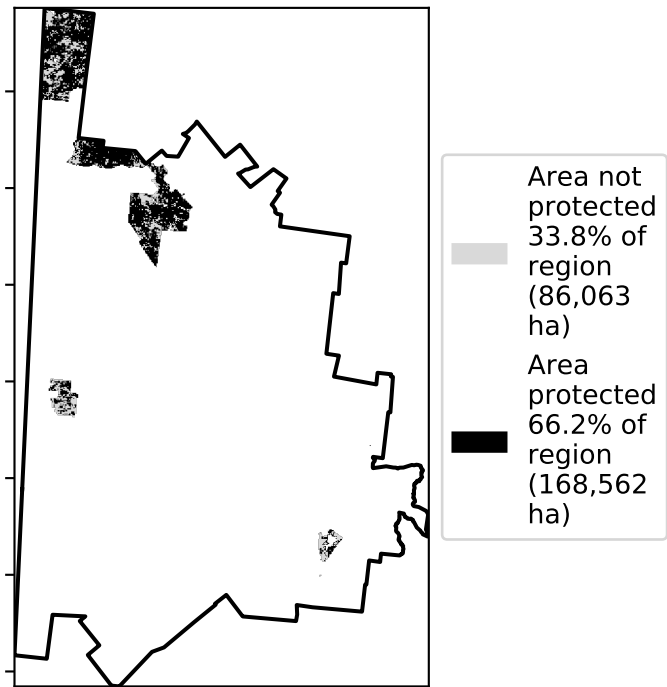 Area not
protected
33.8% of
region
(86,063
ha)
Area
protected
66.2% of
region
(168,562
ha)